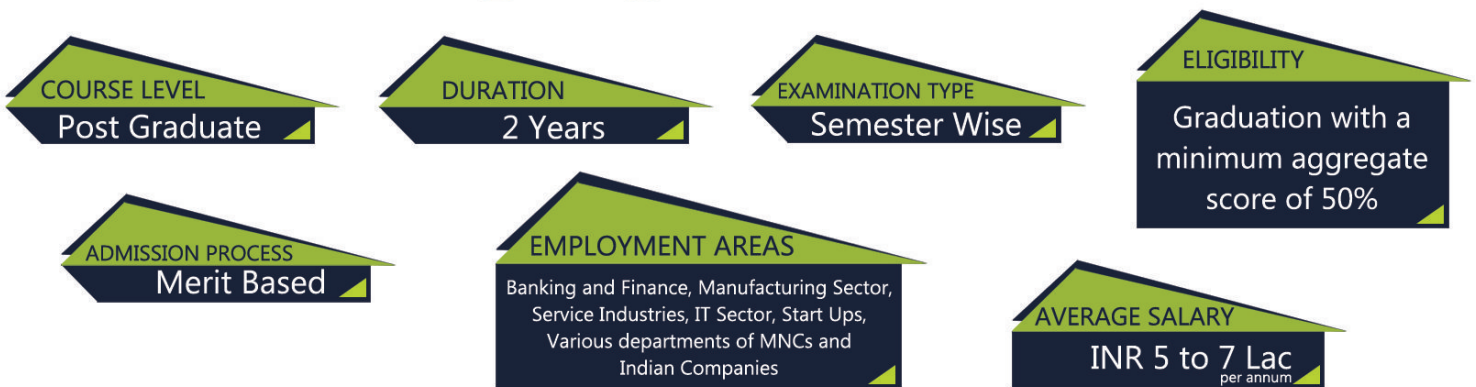 COURSE LEVEL
Post Graduate
DURATION
2 Years
EXAMINATION TYPE
Semester Wise
ELIGIBILITY
Graduation with a
minimum aggregate
score of 50%
ADMISSION PROCESS
Merit Based
EMPLOYMENT AREAS
Banking and Finance, Manufacturing Sector,
Service Industries, IT Sector, Start Ups,
Various departments of MNCs and
Indian Companies
AVERAGE SALARY
INR 5 to 7 Lac
per annum